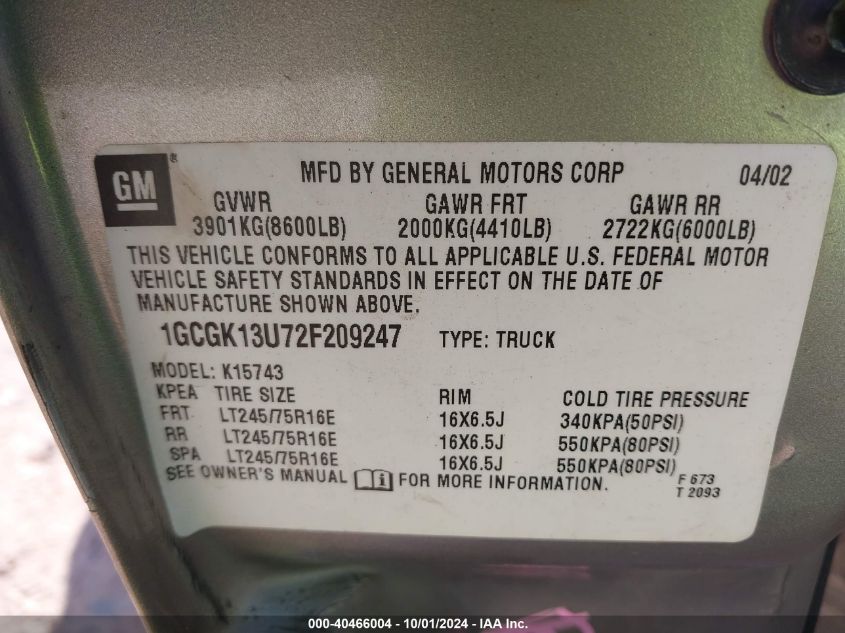 GM® MFD BY GENERAL MOTORS CORP 04/02
GVWR GAWR FRT GAWR RR
3901KG(8600LB) 2000KG(4410LB) 2722KG(6000LB)
THIS VEHICLE CONFORMS TO ALL APPLICABLE U.S. FEDERAL MOTOR
VEHICLE SAFETY STANDARDS IN EFFECT ON THE DATE OF
MANUFACTURE SHOWN ABOVE.
1GCGK13U72F209247 TYPE: TRUCK
MODEL: K15743
KPEA TIRE SIZE RIM COLD TIRE PRESSURE
FRT LT245/75R16E 16X6.5J 340KPA(50PSI)
RR LT245/75R16E 16X6.5J 550KPA(80PSI)
SPA LT245/75R16E 16X6.5J 550KPA(80PSI)
SEE OWNER'S MANUAL i FOR MORE INFORMATION. F 673
T 2093
000-40466004 - 10/01/2024 - IAA Inc.